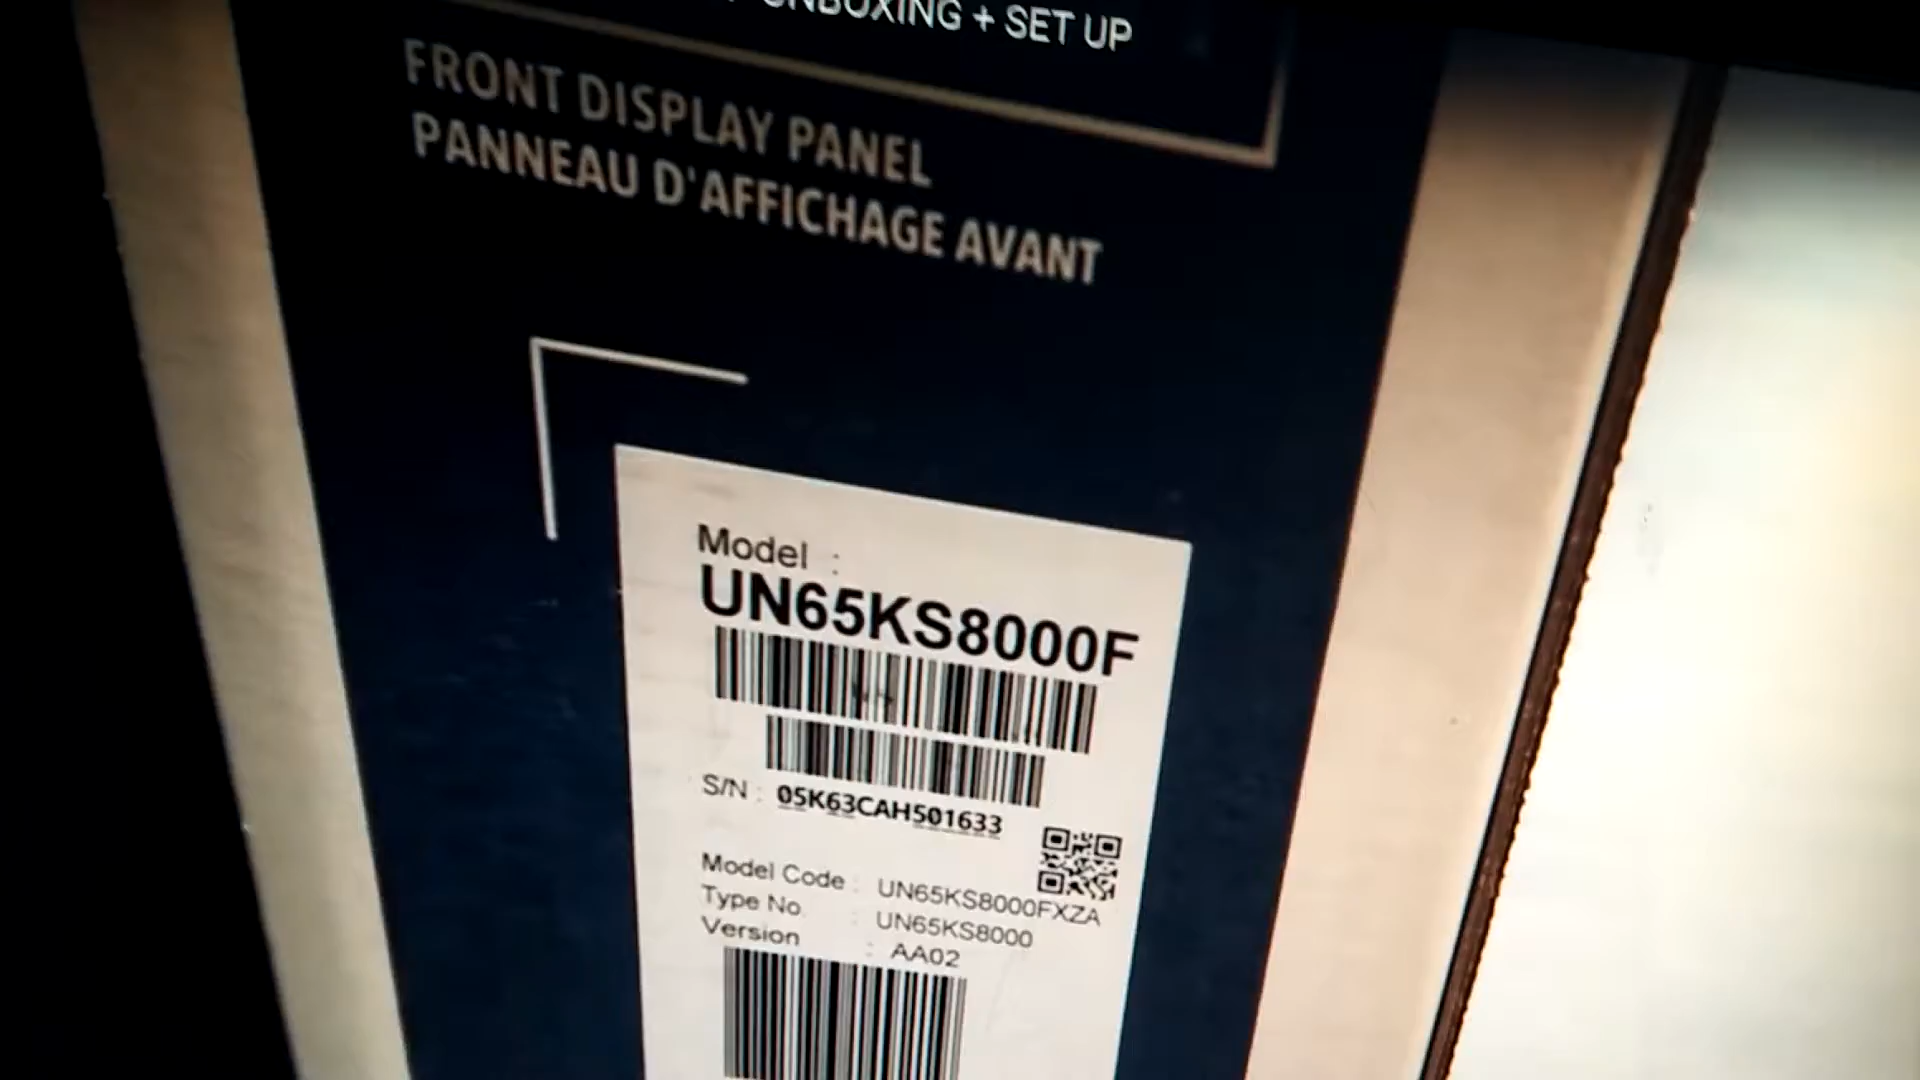 UNBOXING + SET UP
FRONT DISPLAY PANEL
PANNEAU D'AFFICHAGE AVANT
Model :
UN65KS8000F
S/N : 05K63CAH501633
Model Code : UN65KS8000FXZA
Type No. : UN65KS8000
Version : AA02